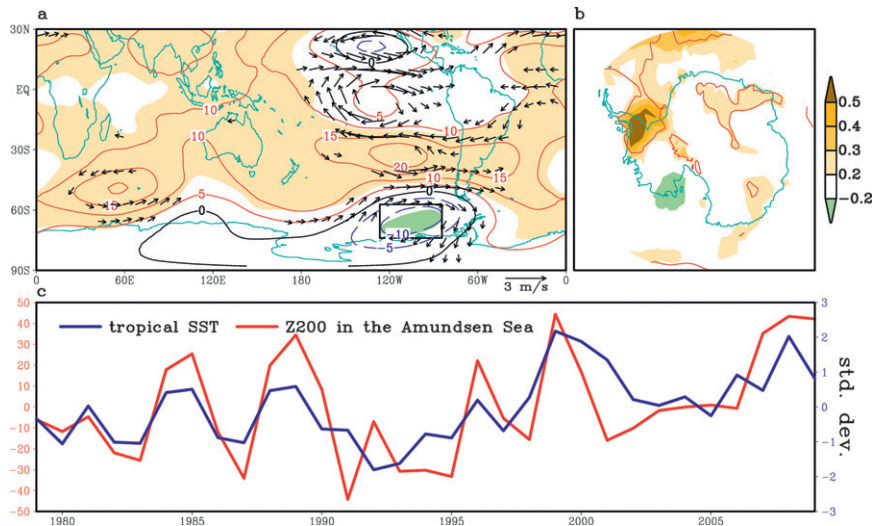 a
b
30N
EQ
30S
60S
90S
0
5
10
10
10
15
20
10
15
15
5
0
0
-10
-5
0
60E
120E
180
120W
60W
0
3 m/s
0.5
0.4
0.3
0.2
-0.2
c
tropical SST
Z200 in the Amundsen Sea
50
40
30
20
10
0
-10
-20
-30
-40
-50
3
2
1
0
-1
-2
-3
std. dev.
1980
1985
1990
1995
2000
2005